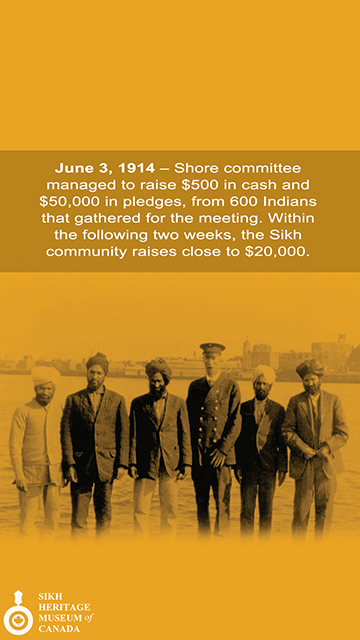 June 3, 1914 – Shore committee
managed to raise $500 in cash and
$50,000 in pledges, from 600 Indians
that gathered for the meeting. Within
the following two weeks, the Sikh
community raises close to $20,000.
SIKH
HERITAGE
MUSEUM of
CANADA